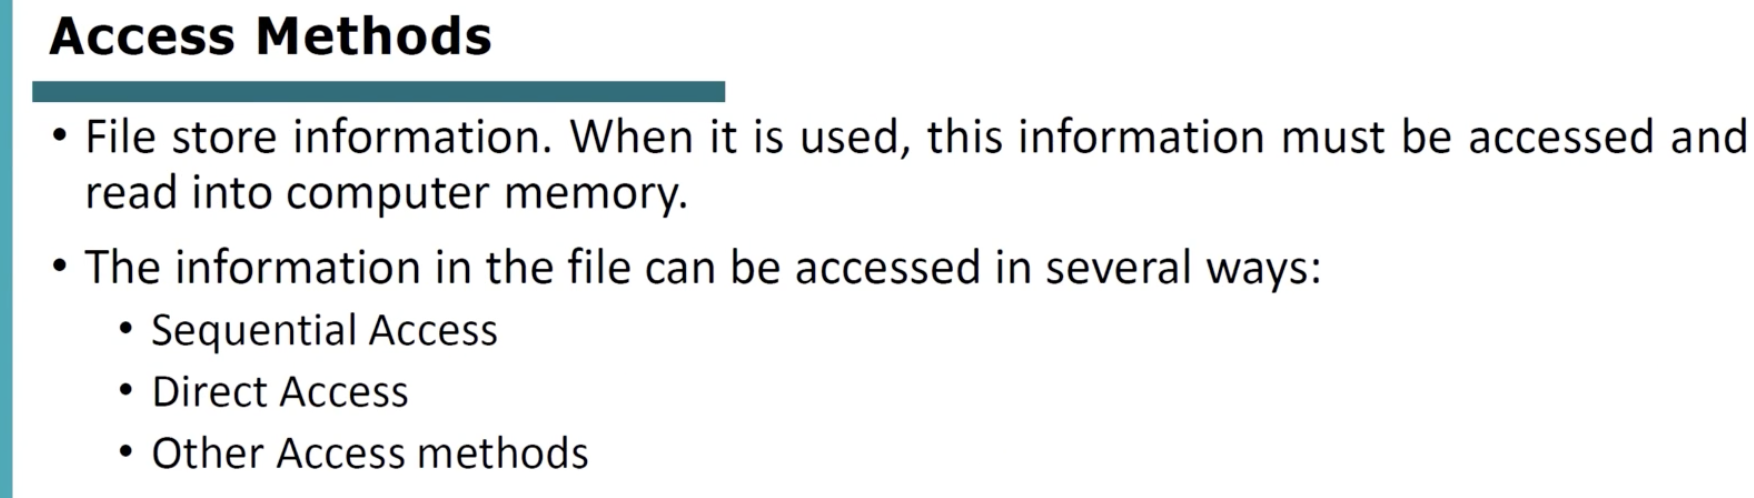 Access Methods
• File store information. When it is used, this information must be accessed and
read into computer memory.
• The information in the file can be accessed in several ways:
• Sequential Access
• Direct Access
• Other Access methods